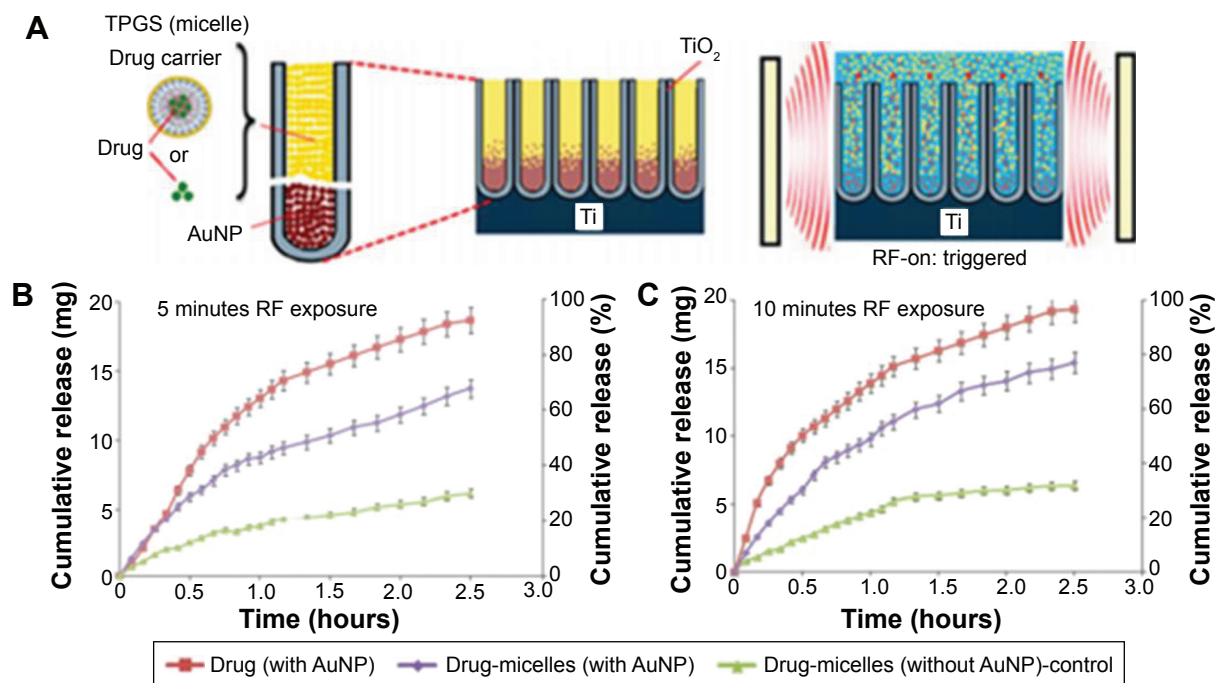 A
TPGS (micelle)
Drug carrier
Drug
or
AuNP
TiO2
Ti
Ti
RF-on: triggered
B
5 minutes RF exposure
Cumulative release (mg)
20
15
10
5
0
Cumulative release (%)
100
80
60
40
20
0
0 0.5 1.0 1.5 2.0 2.5 3.0
Time (hours)
C
10 minutes RF exposure
Cumulative release (mg)
20
15
10
5
0
Cumulative release (%)
100
80
60
40
20
0
0 0.5 1.0 1.5 2.0 2.5 3.0
Time (hours)
Drug (with AuNP) Drug-micelles (with AuNP) Drug-micelles (without AuNP)-control